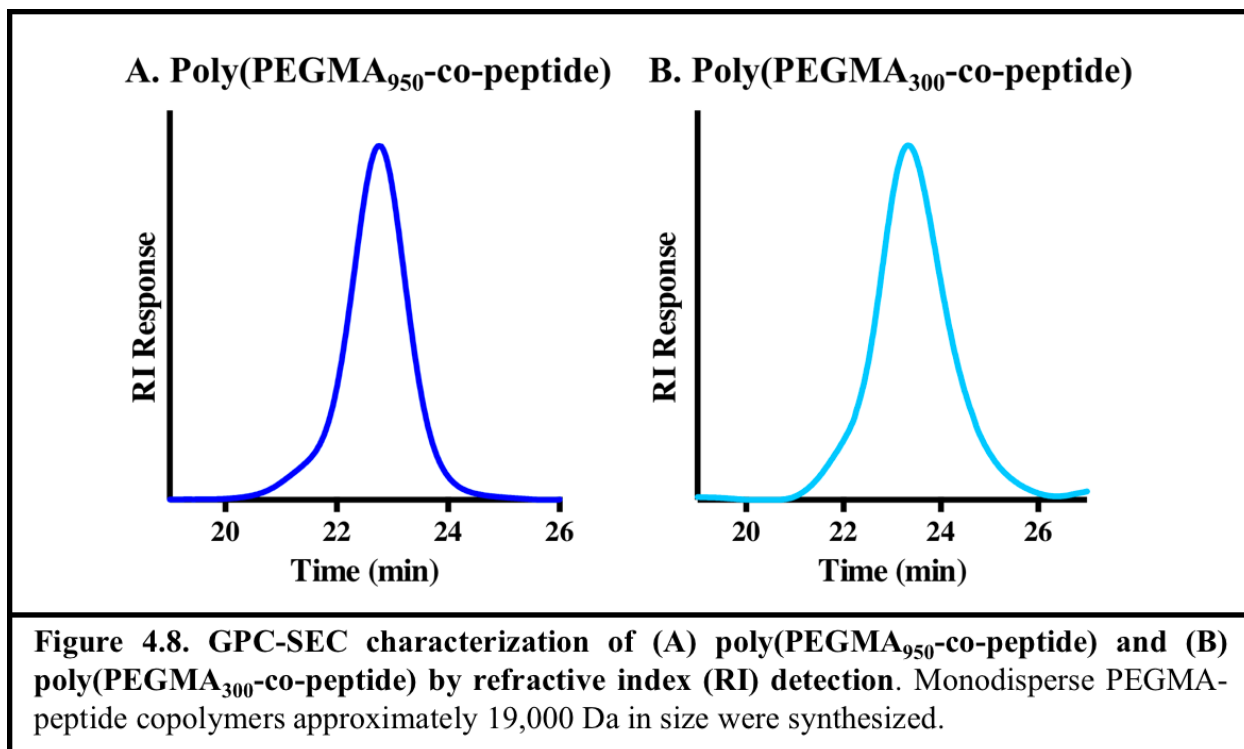 A. Poly(PEGMA950-co-peptide)
B. Poly(PEGMA300-co-peptide)
RI Response
20 22 24 26
Time (min)
RI Response
20 22 24 26
Time (min)
Figure 4.8. GPC-SEC characterization of (A) poly(PEGMA950-co-peptide) and (B)
poly(PEGMA300-co-peptide) by refractive index (RI) detection. Monodisperse PEGMA-
peptide copolymers approximately 19,000 Da in size were synthesized.